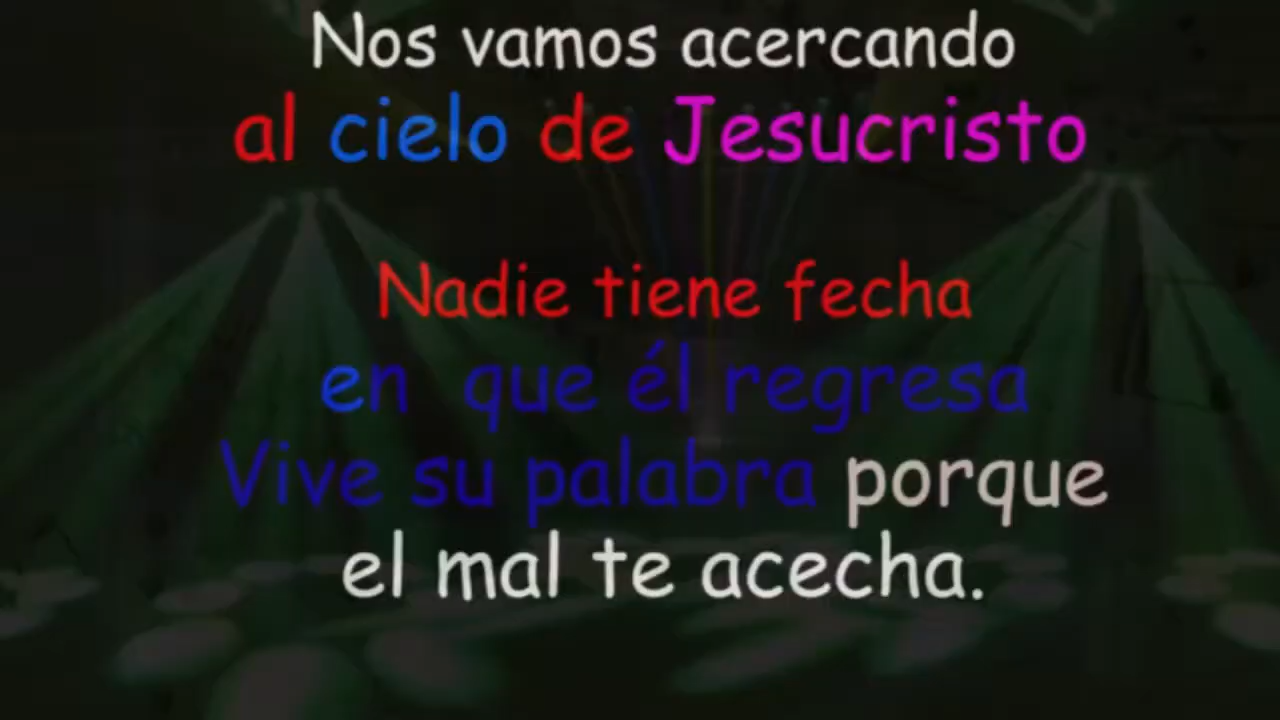 Nos vamos acercando
al cielo de Jesucristo
Nadie tiene fecha
en que él regresa
Vive su palabra porque
el mal te acecha.